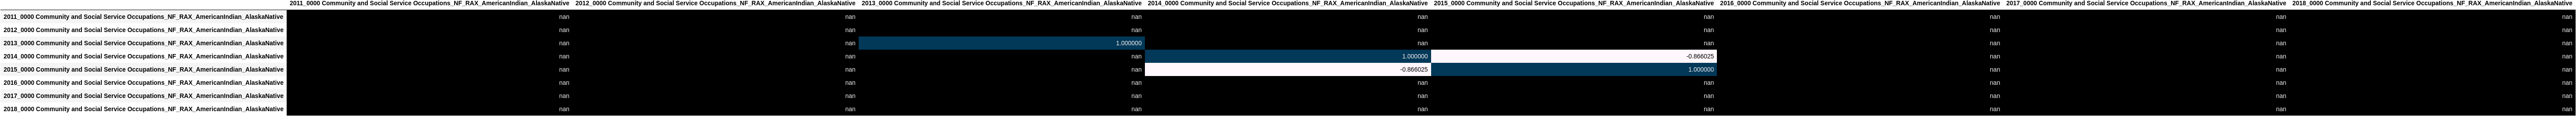 2011_0000 Community and Social Service Occupations_NF_RAX_AmericanIndian_AlaskaNative 2012_0000 Community and Social Service Occupations_NF_RAX_AmericanIndian_AlaskaNative 2013_0000 Community and Social Service Occupations_NF_RAX_AmericanIndian_AlaskaNative 2014_0000 Community and Social Service Occupations_NF_RAX_AmericanIndian_AlaskaNative 2015_0000 Community and Social Service Occupations_NF_RAX_AmericanIndian_AlaskaNative 2016_0000 Community and Social Service Occupations_NF_RAX_AmericanIndian_AlaskaNative 2017_0000 Community and Social Service Occupations_NF_RAX_AmericanIndian_AlaskaNative 2018_0000 Community and Social Service Occupations_NF_RAX_AmericanIndian_AlaskaNative
2011_0000 Community and Social Service Occupations_NF_RAX_AmericanIndian_AlaskaNative nan nan nan nan nan nan nan nan
2012_0000 Community and Social Service Occupations_NF_RAX_AmericanIndian_AlaskaNative nan nan nan nan nan nan nan nan
2013_0000 Community and Social Service Occupations_NF_RAX_AmericanIndian_AlaskaNative nan nan 1.000000 nan nan nan nan nan
2014_0000 Community and Social Service Occupations_NF_RAX_AmericanIndian_AlaskaNative nan nan nan 1.000000 -0.866025 nan nan nan
2015_0000 Community and Social Service Occupations_NF_RAX_AmericanIndian_AlaskaNative nan nan nan -0.866025 1.000000 nan nan nan
2016_0000 Community and Social Service Occupations_NF_RAX_AmericanIndian_AlaskaNative nan nan nan nan nan nan nan nan
2017_0000 Community and Social Service Occupations_NF_RAX_AmericanIndian_AlaskaNative nan nan nan nan nan nan nan nan
2018_0000 Community and Social Service Occupations_NF_RAX_AmericanIndian_AlaskaNative nan nan nan nan nan nan nan nan